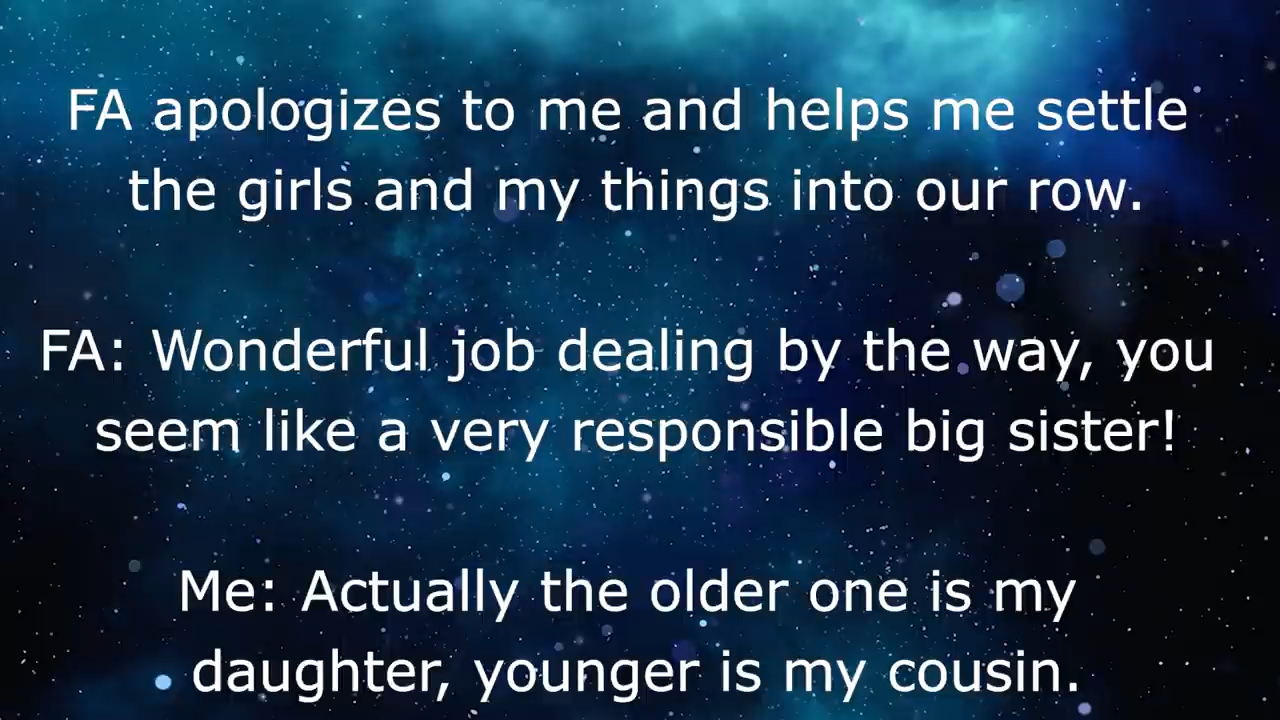 FA apologizes to me and helps me settle
the girls and my things into our row.
FA: Wonderful job dealing by the way, you
seem like a very responsible big sister!
Me: Actually the older one is my
daughter, younger is my cousin.